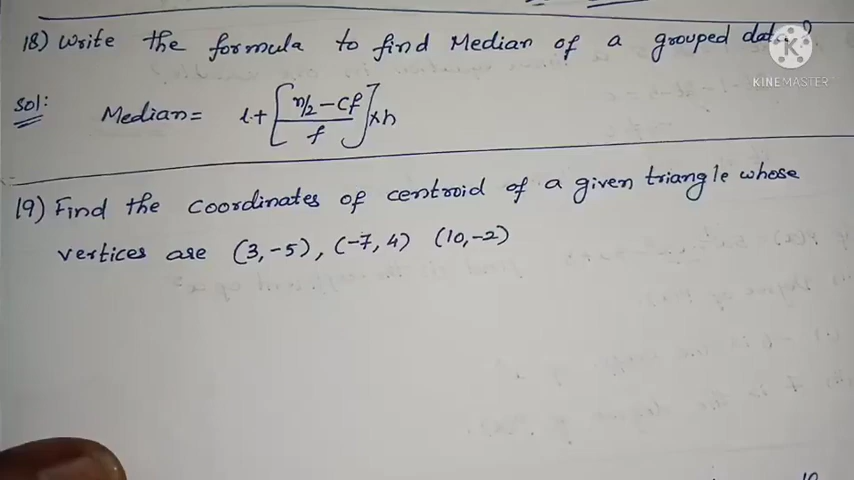 18) Write the formula to find Median of a grouped data?
KINEMASTER
Sol: Median = l + [n/2 - Cf / f] x h
19) Find the coordinates of centroid of a given triangle whose
vertices are (3, -5), (-7, 4) (10, -2)